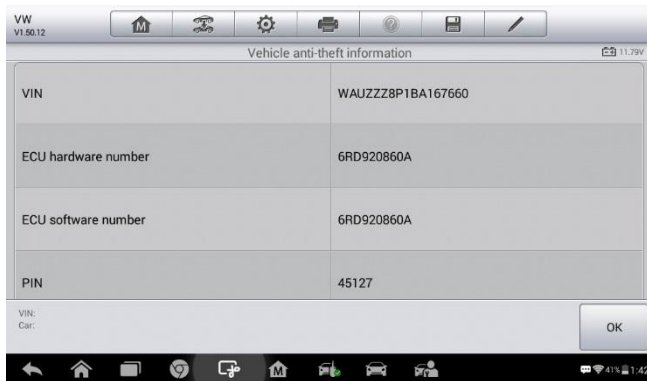 VW
V1.50.12
Vehicle anti-theft information
11.79V
VIN WAUZZZ8P1BA167660
ECU hardware number 6RD920860A
ECU software number 6RD920860A
PIN 45127
VIN:
Car:
OK
41% 1:42